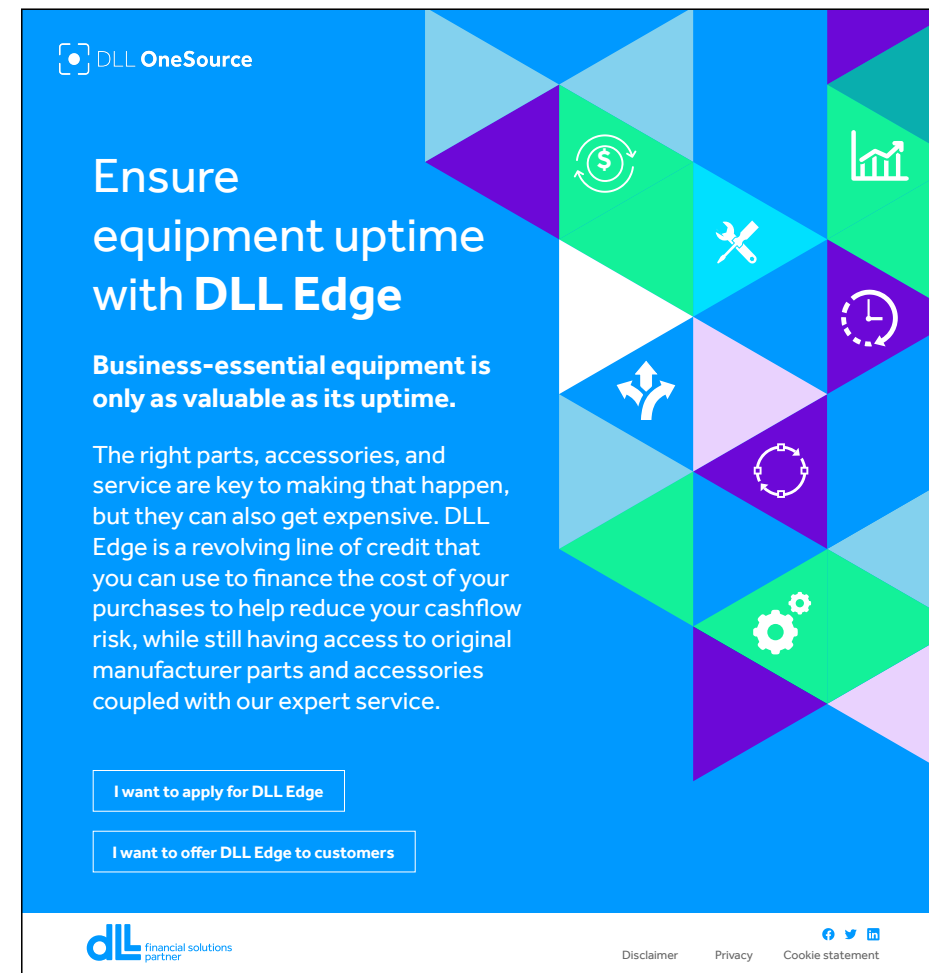 DLL OneSource
Ensure
equipment uptime
with DLL Edge
Business-essential equipment is
only as valuable as its uptime.
The right parts, accessories, and
service are key to making that happen,
but they can also get expensive. DLL
Edge is a revolving line of credit that
you can use to finance the cost of your
purchases to help reduce your cashflow
risk, while still having access to original
manufacturer parts and accessories
coupled with our expert service.
I want to apply for DLL Edge
I want to offer DLL Edge to customers
$
dLL financial solutions
partner
Disclaimer Privacy Cookie statement